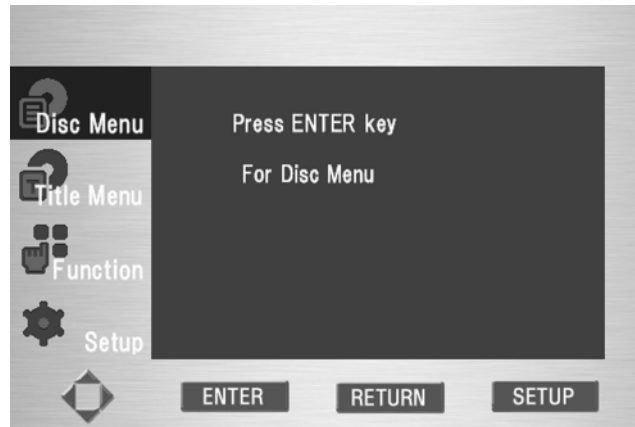 Disc Menu
Title Menu
Function
Setup
Press ENTER key
For Disc Menu
ENTER
RETURN
SETUP